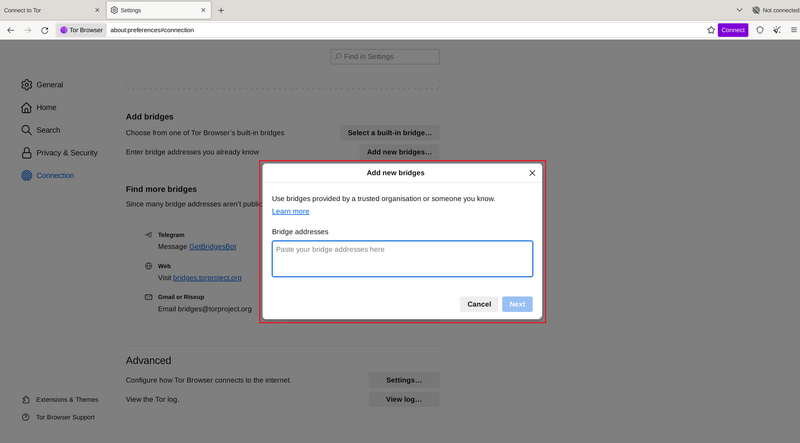 Connect to Tor
Settings
Not connected
Tor Browser
about:preferences#connection
Connect
Find in Settings
General
Home
Search
Privacy & Security
Connection
Add bridges
Choose from one of Tor Browser's built-in bridges
Select a built-in bridge…
Enter bridge addresses you already know
Add new bridges…
Find more bridges
Since many bridge addresses aren't public
Telegram
Message GetBridgesBot
Web
Visit bridges.torproject.org
Gmail or Riseup
Email bridges@torproject.org
Add new bridges
Use bridges provided by a trusted organisation or someone you know.
Learn more
Bridge addresses
Paste your bridge addresses here
Cancel
Next
Advanced
Configure how Tor Browser connects to the internet.
Settings…
View the Tor log.
View log…
Extensions & Themes
Tor Browser Support